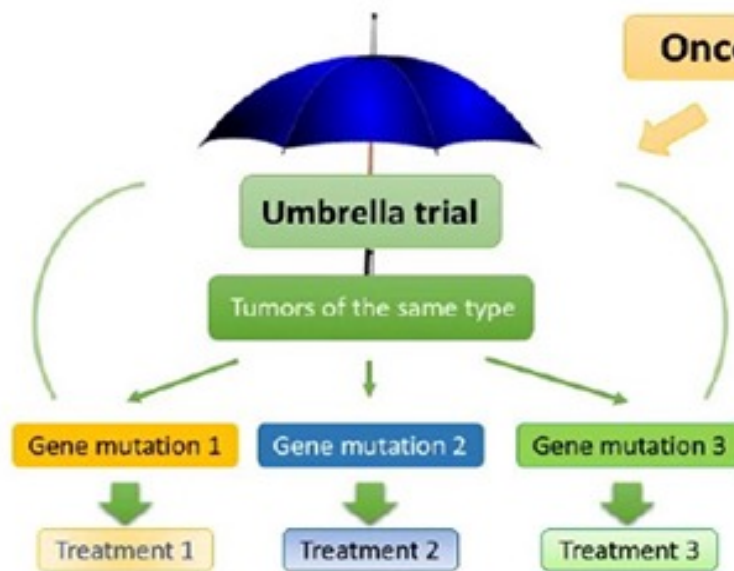 Umbrella trial
Tumors of the same type
Gene mutation 1
Gene mutation 2
Gene mutation 3
Treatment 1
Treatment 2
Treatment 3